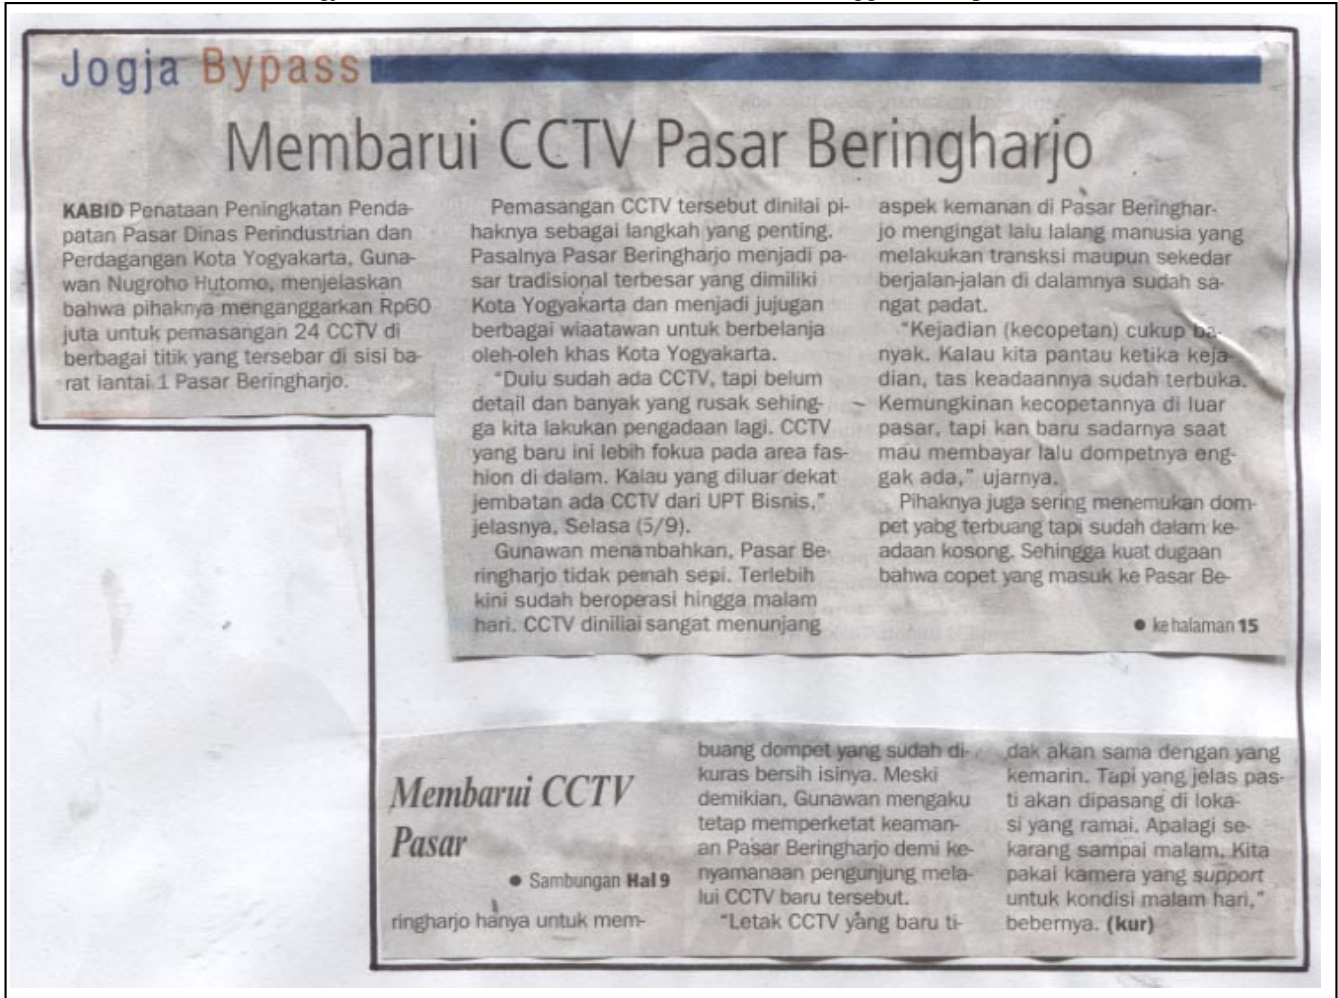 Jogja Bypass
Membarui CCTV Pasar Beringharjo
KABID Penataan Peningkatan Penda-
patan Pasar Dinas Perindustrian dan
Perdagangan Kota Yogyakarta, Guna-
wan Nugroho Hutomo, menjelaskan
bahwa pihaknya menganggarkan Rp60
juta untuk pemasangan 24 CCTV di
berbagai titik yang tersebar di sisi ba-
rat lantai 1 Pasar Beringharjo.
Pemasangan CCTV tersebut dinilai pi-
haknya sebagai langkah yang penting.
Pasalnya Pasar Beringharjo menjadi pa-
sar tradisional terbesar yang dimiliki
Kota Yogyakarta dan menjadi jujugan
berbagai wiaatawan untuk berbelanja
oleh-oleh khas Kota Yogyakarta.
"Dulu sudah ada CCTV, tapi belum
detail dan banyak yang rusak sehing-
ga kita lakukan pengadaan lagi. CCTV
yang baru ini lebih fokua pada area fas-
hion di dalam. Kalau yang diluar dekat
jembatan ada CCTV dari UPT Bisnis,"
jelasnya, Selasa (5/9).
Gunawan menambahkan, Pasar Be-
ringharjo tidak pernah sepi. Terlebih
kini sudah beroperasi hingga malam
hari. CCTV diniliai sangat menunjang
aspek kemanan di Pasar Beringhar-
jo mengingat lalu lalang manusia yang
melakukan transksi maupun sekedar
berjalan-jalan di dalamnya sudah sa-
ngat padat.
"Kejadian (kecopetan) cukup ba-
nyak. Kalau kita pantau ketika keja-
dian, tas keadaannya sudah terbuka.
Kemungkinan kecopetannya di luar
pasar, tapi kan baru sadarnya saat
mau membayar lalu dompetnya eng-
gak ada," ujarnya.
Pihaknya juga sering menemukan dom-
pet yabg terbuang tapi sudah dalam ke-
adaan kosong. Sehingga kuat dugaan
bahwa copet yang masuk ke Pasar Be-
● ke halaman 15
Membarui CCTV
Pasar
● Sambungan Hal 9
ringharjo hanya untuk mem-
buang dompet yang sudah di-
kuras bersih isinya. Meski
demikian, Gunawan mengaku
tetap memperketat keaman-
an Pasar Beringharjo demi ke-
nyamanaan pengunjung mela-
lui CCTV baru tersebut.
"Letak CCTV yang baru ti-
dak akan sama dengan yang
kemarin. Tapi yang jelas pas-
ti akan dipasang di loka-
si yang ramai. Apalagi se-
karang sampai malam. Kita
pakai kamera yang support
untuk kondisi malam hari,"
bebernya. (kur)